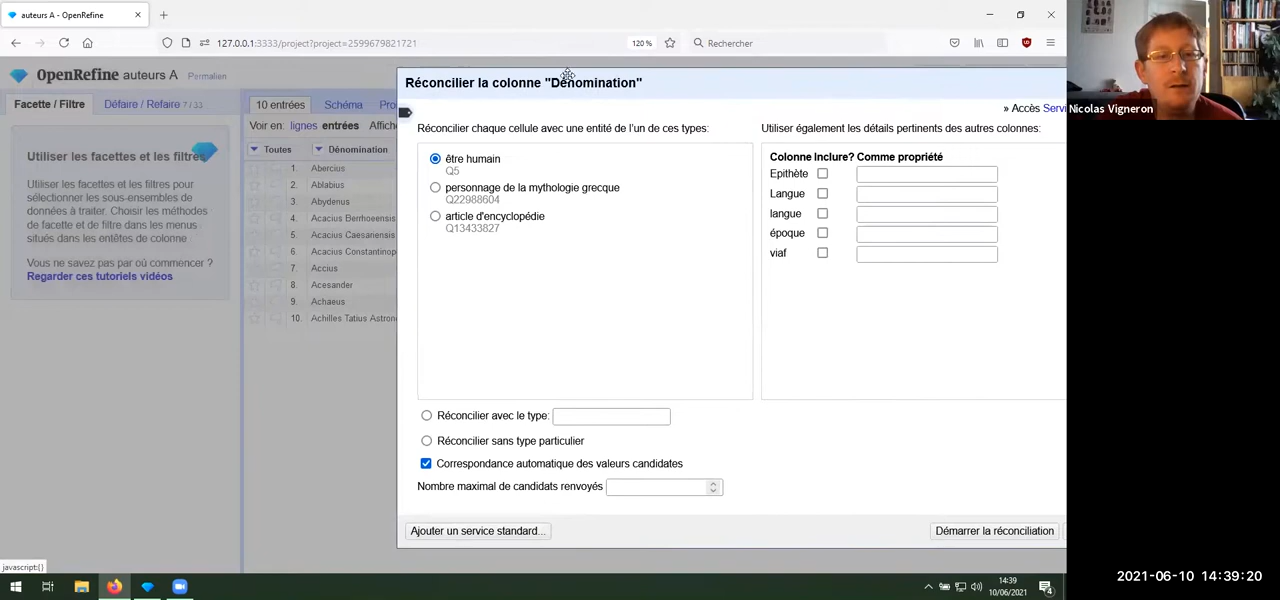 auteurs A - OpenRefine
127.0.0.1:3333/project?project=2599679821721
120 %
Rechercher
OpenRefine auteurs A Permalien
Facette / Filtre
Défaire / Refaire 7 / 33
10 entrées
Schéma
Voir en: lignes entrées
Toutes
Dénomination
1. Abercius
2. Ablabius
3. Abydenus
4. Acacius Berrhoeensis
5. Acacius Caesariensis
6. Acacius Constantinop
7. Accius
8. Acesander
9. Achaeus
10. Achilles Tatius Astron
Utiliser les facettes et les filtres
Utiliser les facettes et les filtres pour
sélectionner les sous-ensembles de
données à traiter. Choisir les méthodes
de facette et de filtre dans les menus
situés dans les entêtes de colonne
Vous ne savez pas par où commencer ?
Regarder ces tutoriels vidéos
Réconcilier la colonne "Dénomination"
» Accès Servi
Réconcilier chaque cellule avec une entité de l'un de ces types:
être humain
Q5
personnage de la mythologie grecque
Q22988604
article d'encyclopédie
Q13433827
Utiliser également les détails pertinents des autres colonnes:
Colonne Inclure? Comme propriété
Epithète
Langue
langue
époque
viaf
Réconcilier avec le type:
Réconcilier sans type particulier
Correspondance automatique des valeurs candidates
Nombre maximal de candidats renvoyés
Ajouter un service standard...
Démarrer la réconciliation
javascript:{}
14:39
10/06/2021
4
Nicolas Vigneron
2021-06-10 14:39:20